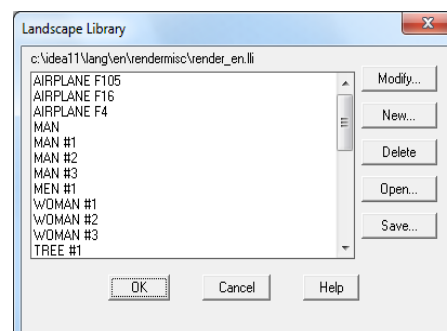 Landscape Library
c:\idea11\lang\en\rendermisc\render_en.lli
AIRPLANE F105
AIRPLANE F16
AIRPLANE F4
MAN
MAN #1
MAN #2
MAN #3
MEN #1
WOMAN #1
WOMAN #2
WOMAN #3
TREE #1
Modify...
New...
Delete
Open...
Save...
OK
Cancel
Help